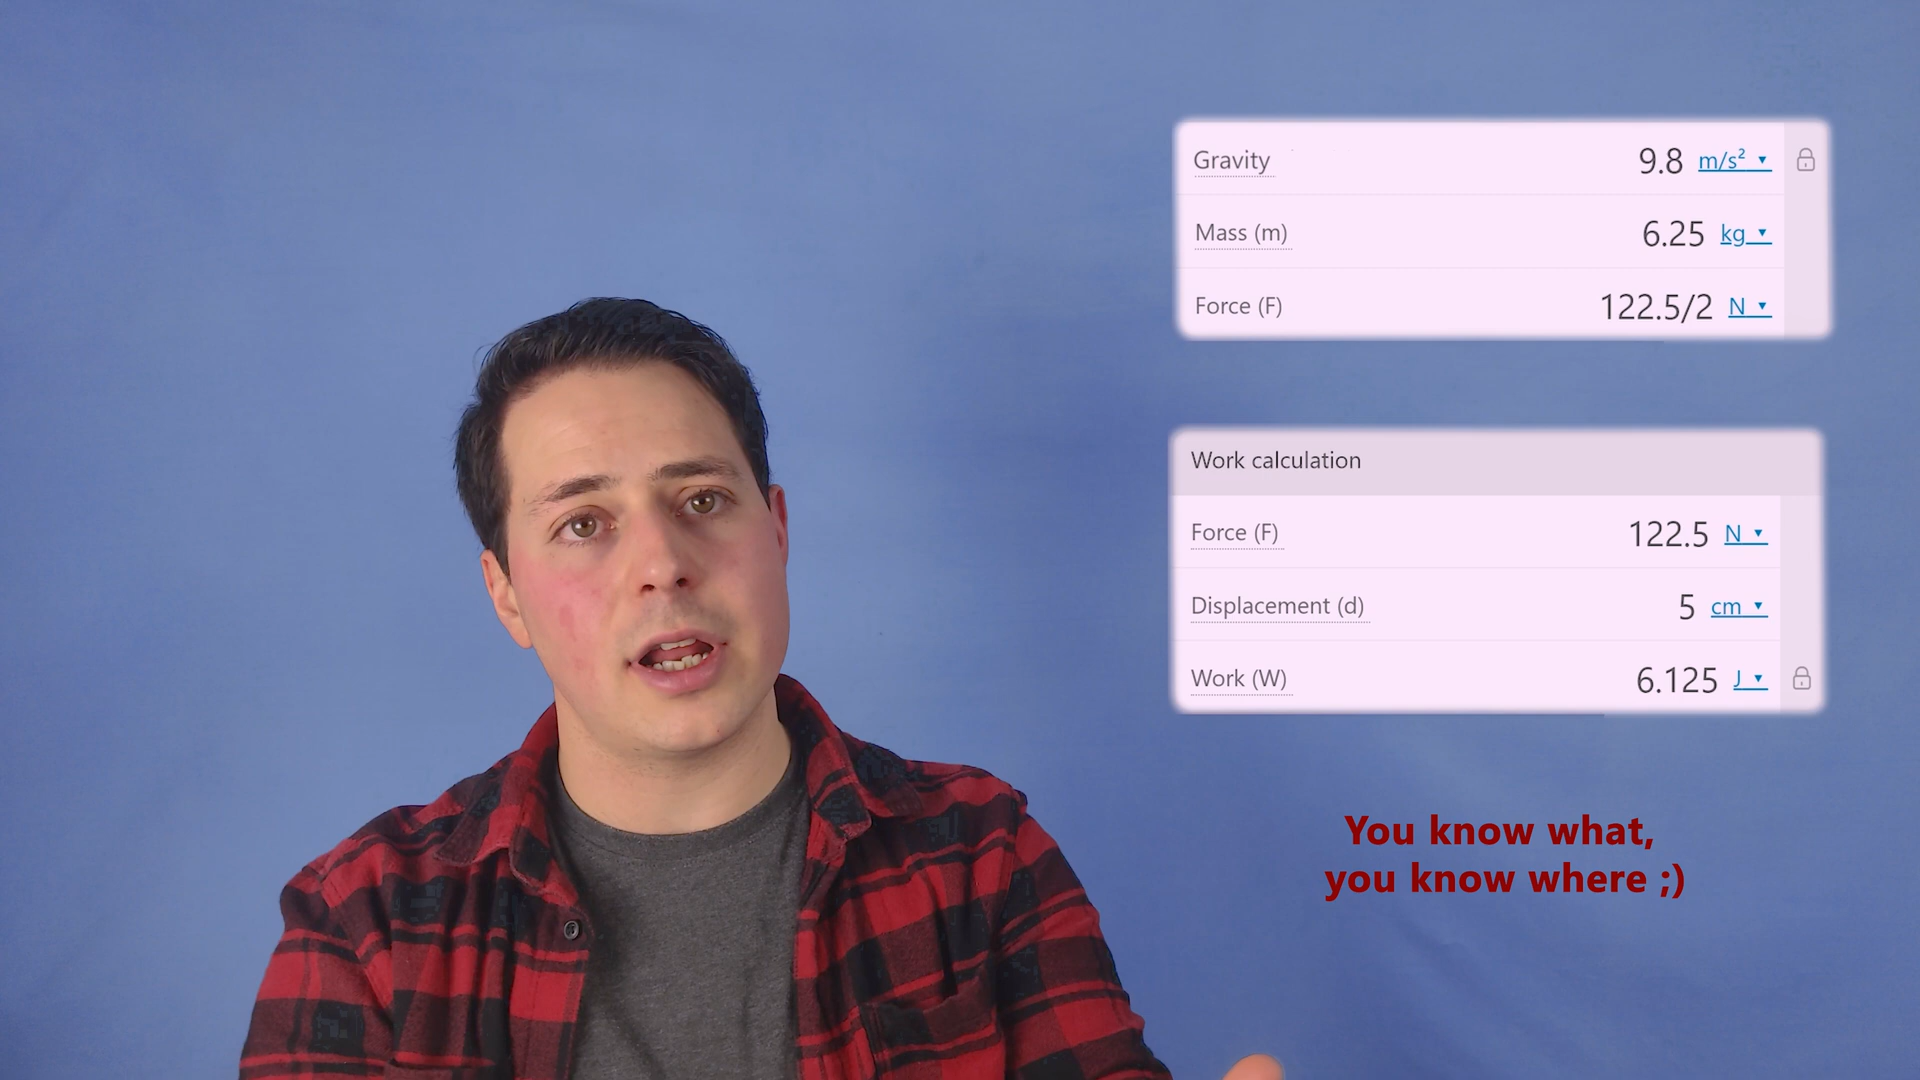 Gravity 9.8 m/s²
Mass (m) 6.25 kg
Force (F) 122.5/2 N
Work calculation
Force (F) 122.5 N
Displacement (d) 5 cm
Work (W) 6.125 J
You know what,
you know where ;)